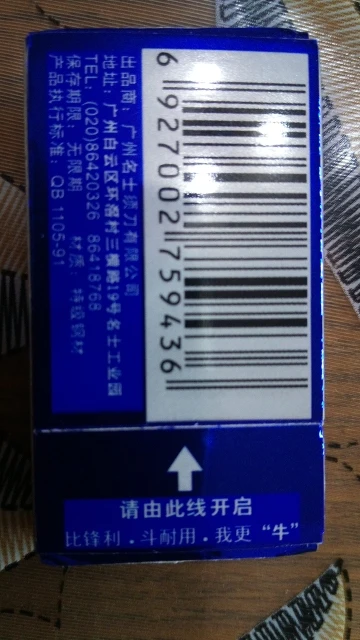 6 927002 759436
出品商：广州名士绣刀有限公司
地址：广州白云区环滘村三横路19号名士工业园
TEL：(020)86420326 86418768
保存期限：无限期 材质：特级钢材
产品执行标准：QB 1105-91
请由此线开启
比锋利．斗耐用．我更“牛”